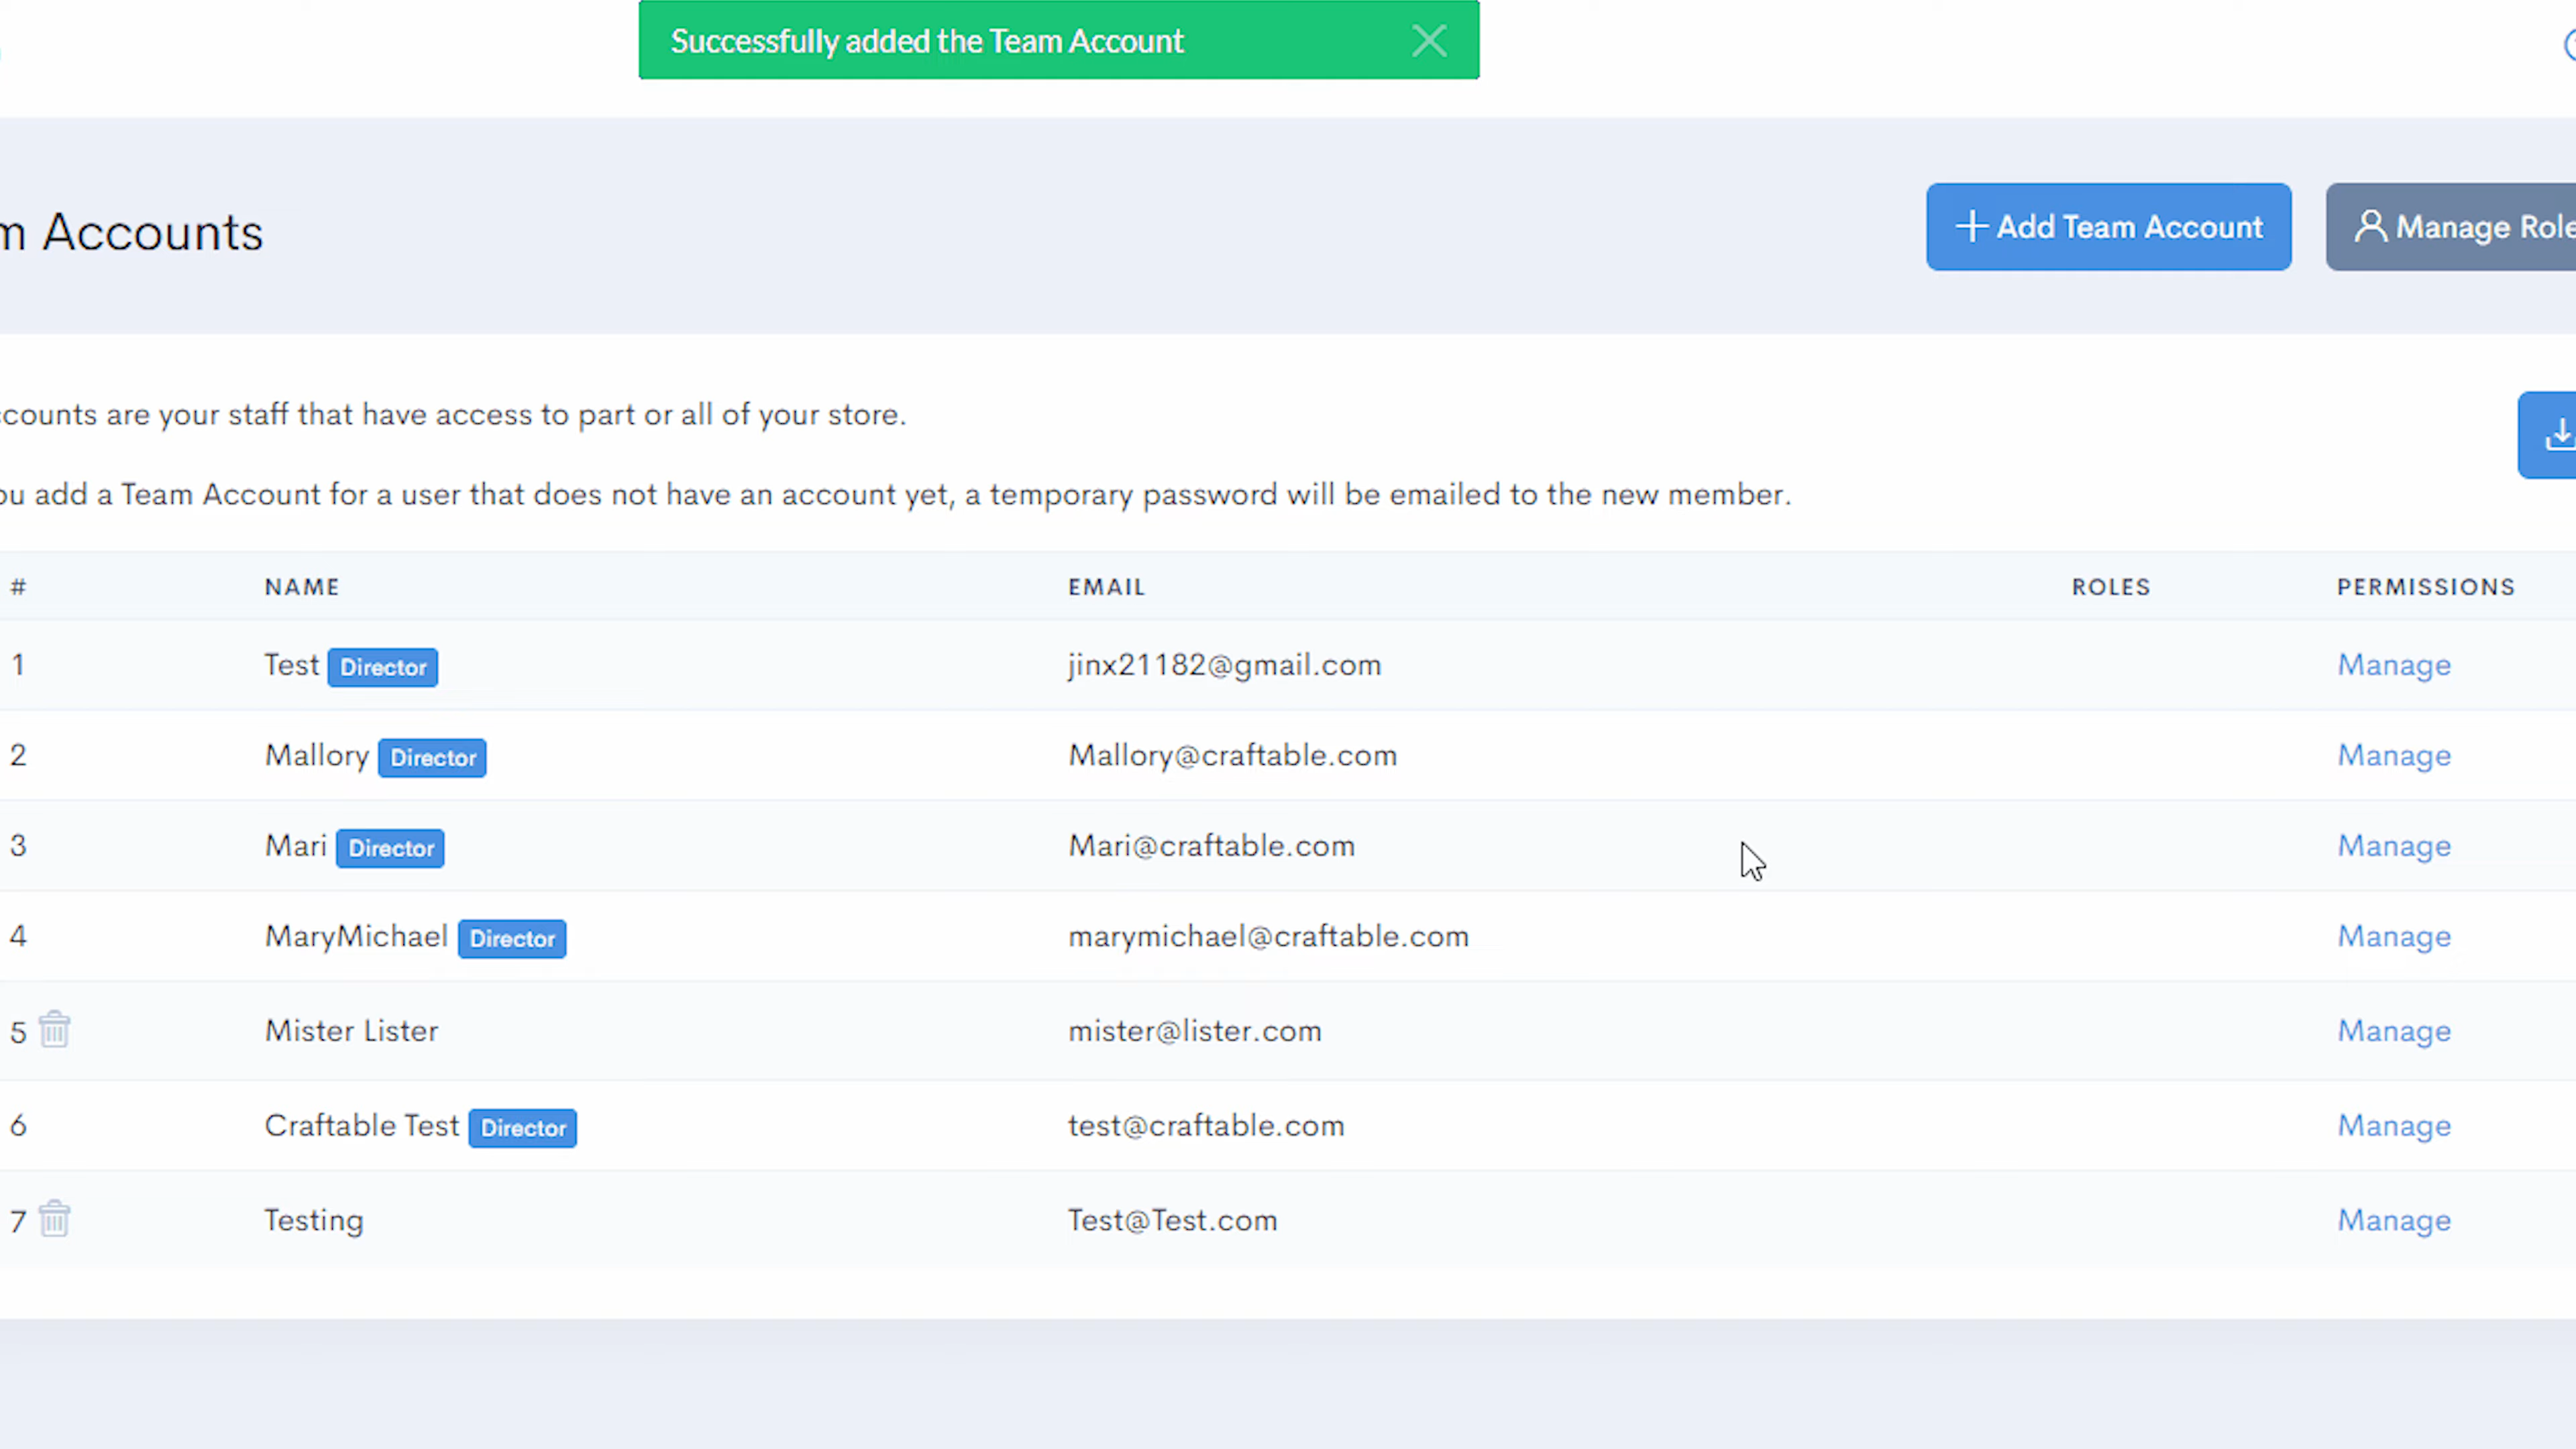 Successfully added the Team Account
m Accounts
Add Team Account
Manage Role
ccounts are your staff that have access to part or all of your store.
ou add a Team Account for a user that does not have an account yet, a temporary password will be emailed to the new member.
# NAME EMAIL ROLES PERMISSIONS
1 Test Director jinx21182@gmail.com Manage
2 Mallory Director Mallory@craftable.com Manage
3 Mari Director Mari@craftable.com Manage
4 MaryMichael Director marymichael@craftable.com Manage
5 Mister Lister mister@lister.com Manage
6 Craftable Test Director test@craftable.com Manage
7 Testing Test@Test.com Manage